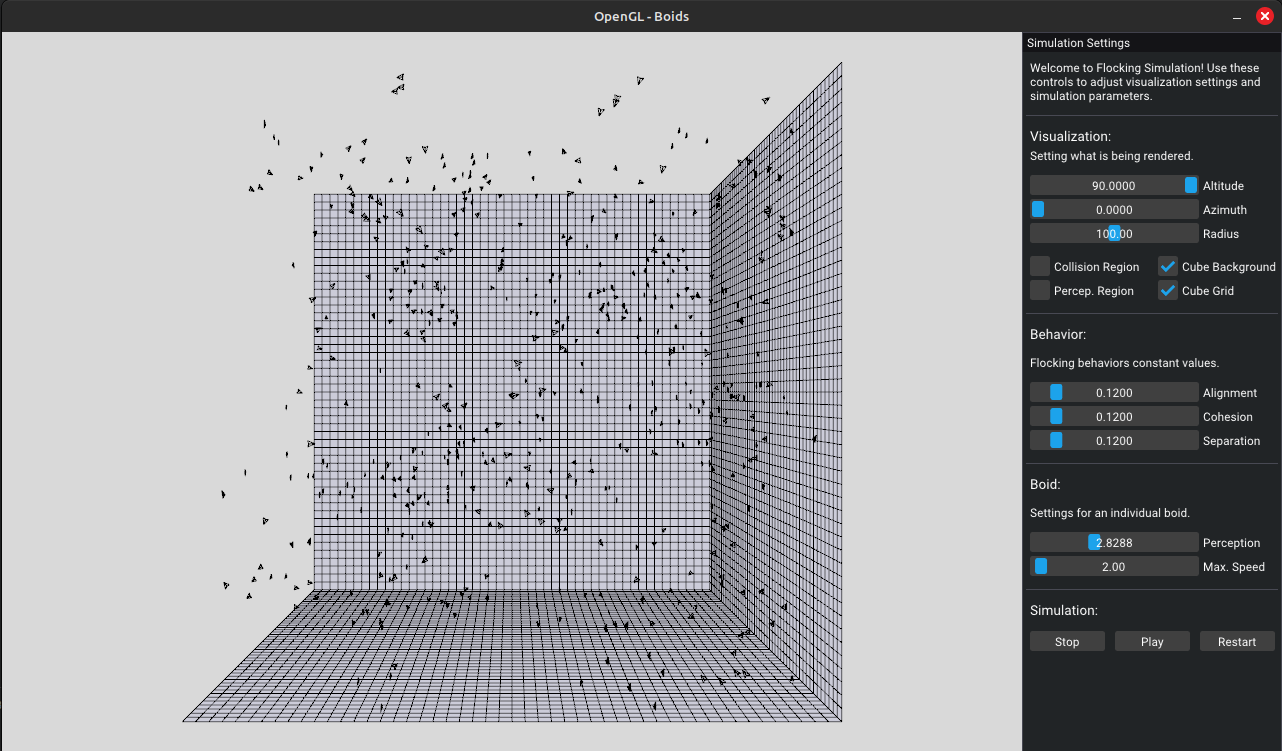 OpenGL - Boids
Simulation Settings
Welcome to Flocking Simulation! Use these
controls to adjust visualization settings and
simulation parameters.
Visualization:
Setting what is being rendered.
90.0000 Altitude
0.0000 Azimuth
100.00 Radius
Collision Region Cube Background
Percep. Region Cube Grid
Behavior:
Flocking behaviors constant values.
0.1200 Alignment
0.1200 Cohesion
0.1200 Separation
Boid:
Settings for an individual boid.
2.8288 Perception
2.00 Max. Speed
Simulation:
Stop Play Restart